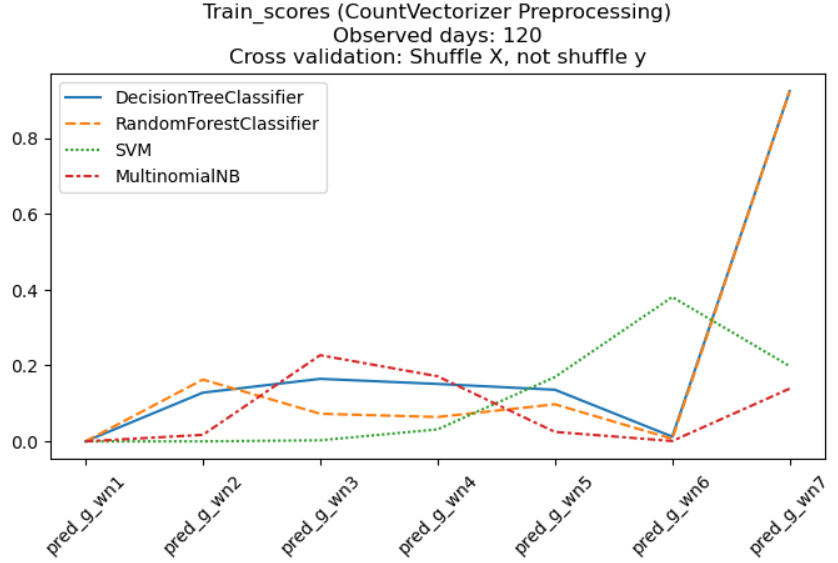 Train_scores (CountVectorizer Preprocessing)
Observed days: 120
Cross validation: Shuffle X, not shuffle y
DecisionTreeClassifier
RandomForestClassifier
SVM
MultinomialNB
0.8
0.6
0.4
0.2
0.0
pred_g_wn1
pred_g_wn2
pred_g_wn3
pred_g_wn4
pred_g_wn5
pred_g_wn6
pred_g_wn7